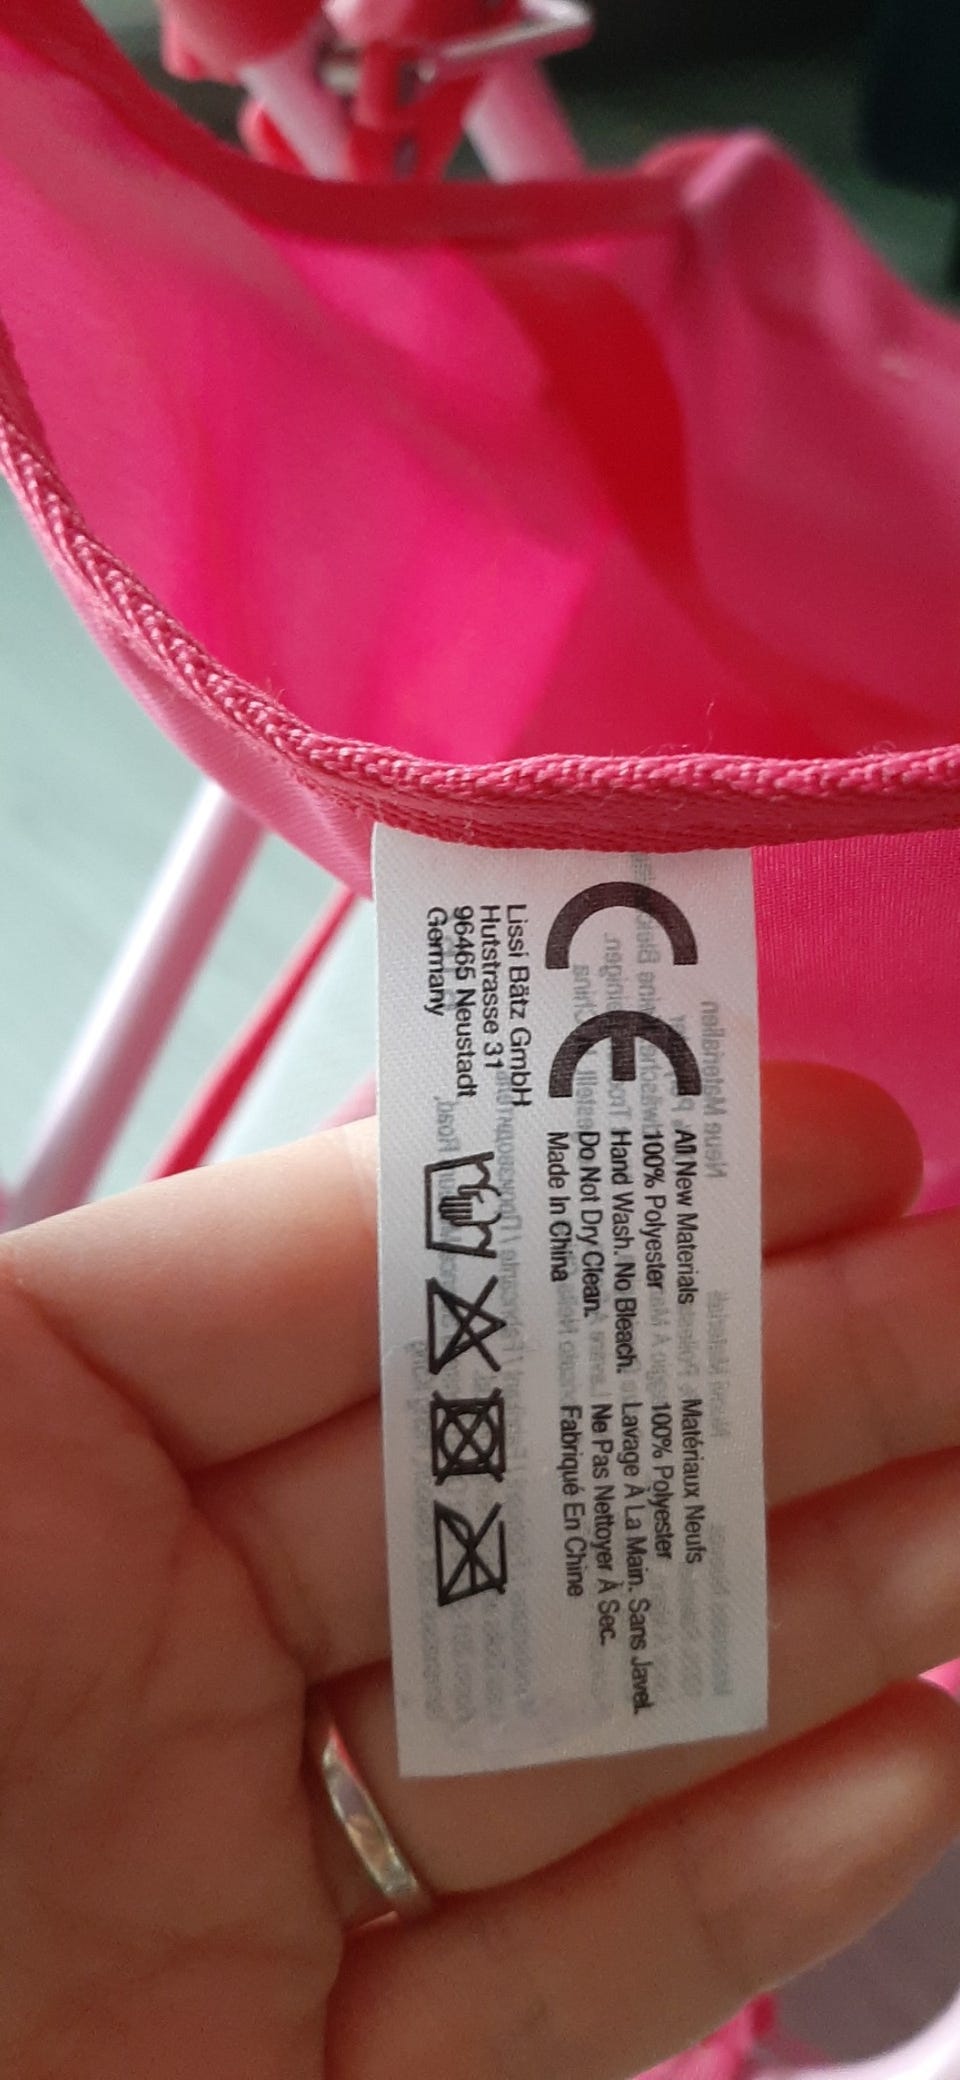 All New Materials
100% Polyester
Hand Wash. No Bleach.
Do Not Dry Clean.
Made In China
Matériaux Neufs
100% Polyester
Lavage À La Main. Sans Javel.
Ne Pas Nettoyer À Sec.
Fabriqué En Chine
CE
Lissi Bätz GmbH
Hutstrasse 31
96465 Neustadt
Germany